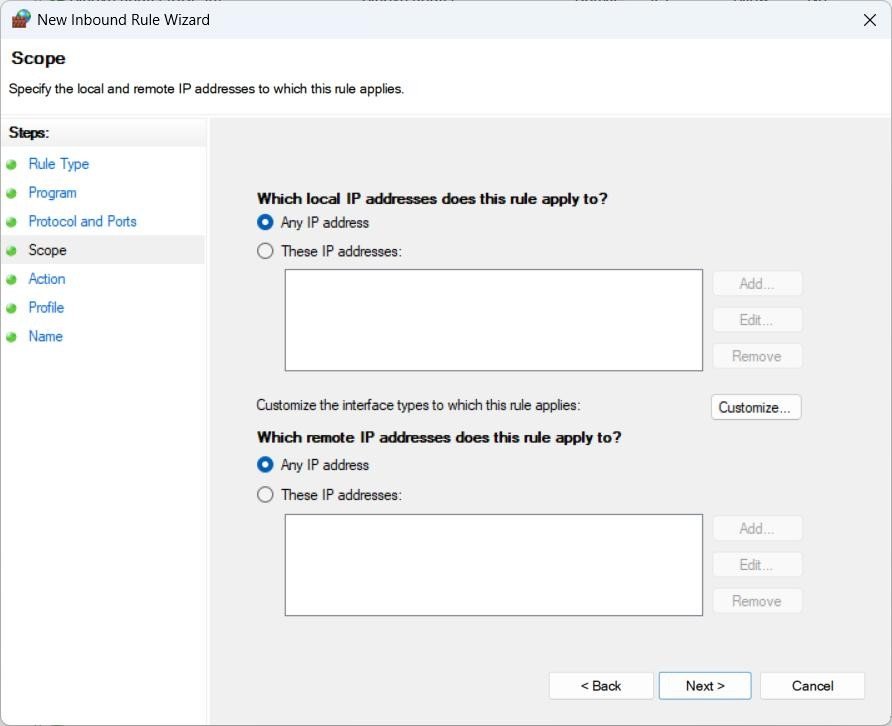 New Inbound Rule Wizard
Scope
Specify the local and remote IP addresses to which this rule applies.
Steps:
Rule Type
Program
Protocol and Ports
Scope
Action
Profile
Name
Which local IP addresses does this rule apply to?
Any IP address
These IP addresses:
Add...
Edit...
Remove
Customize the interface types to which this rule applies:
Customize...
Which remote IP addresses does this rule apply to?
Any IP address
These IP addresses:
Add...
Edit...
Remove
< Back
Next >
Cancel